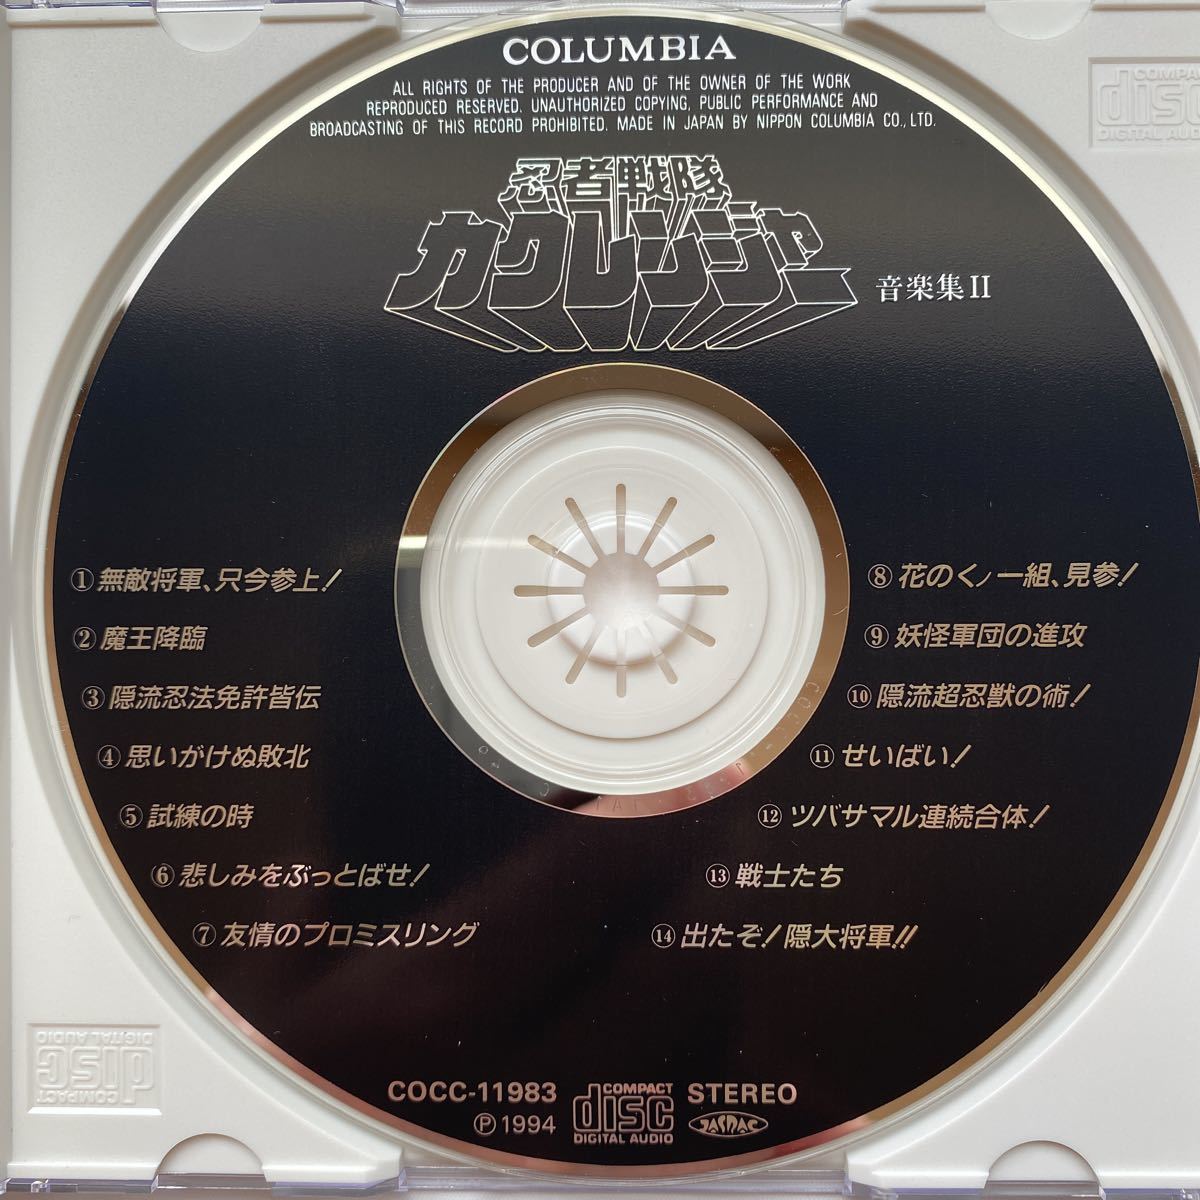 COLUMBIA
ALL RIGHTS OF THE PRODUCER AND OF THE OWNER OF THE WORK
REPRODUCED RESERVED. UNAUTHORIZED COPYING, PUBLIC PERFORMANCE AND
BROADCASTING OF THIS RECORD PROHIBITED. MADE IN JAPAN BY NIPPON COLUMBIA CO., LTD.
忍者戦隊
カクレンジャー
音楽集II
①無敵将軍、只今参上!
②魔王降臨
③隠流忍法免許皆伝
④思いがけぬ敗北
⑤試練の時
⑥悲しみをぶっとばせ!
⑦友情のプロミスリング
⑧花のくノ一組、見参!
⑨妖怪軍団の進攻
⑩隠流超忍獣の術!
⑪せいばい!
⑫ツバサマル連続合体!
⑬戦士たち
⑭出たぞ!隠大将軍!!
COCC-11983
Ⓟ1994
COMPACT
disc
DIGITAL AUDIO
STEREO
JASRAC
COMPACT
disc
DIGITAL AUDIO
COMPACT
disc
DIGITAL AUDIO